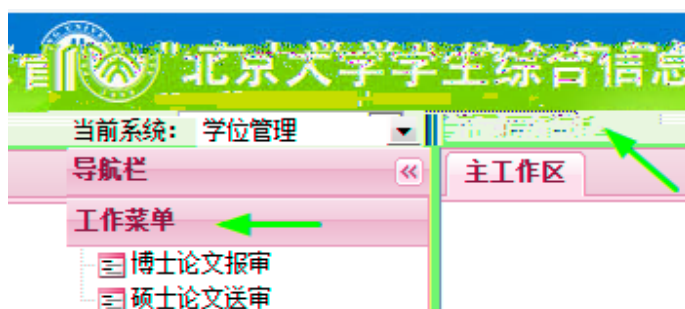 北京大学学生综合信息
当前系统: 学位管理
导航栏
主工作区
工作菜单
博士论文报审
硕士论文送审